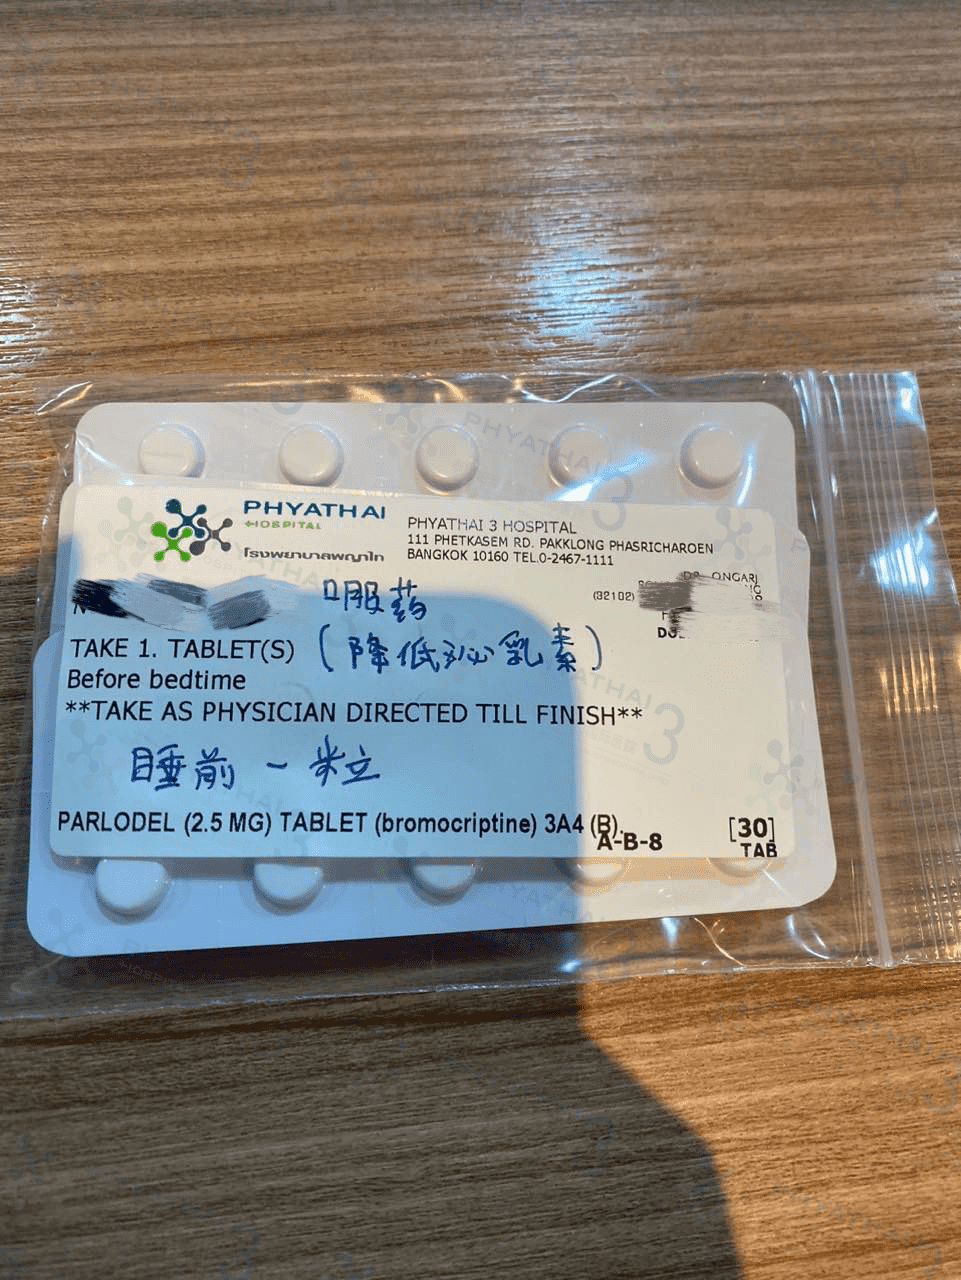 PHYATHAI
HOSPITAL
โรงพยาบาลพญาไท
PHYATHAI 3 HOSPITAL
111 PHETKASEM RD. PAKKLONG PHASRICHAROEN
BANGKOK 10160 TEL.0-2467-1111
DR. ONGARJ
(32102)
口服药
(降低泌乳素)
TAKE 1. TABLET(S)
Before bedtime
**TAKE AS PHYSICIAN DIRECTED TILL FINISH**
睡前一粒
PARLODEL (2.5 MG) TABLET (bromocriptine) 3A4 (B).
A-B-8
[30]
TAB